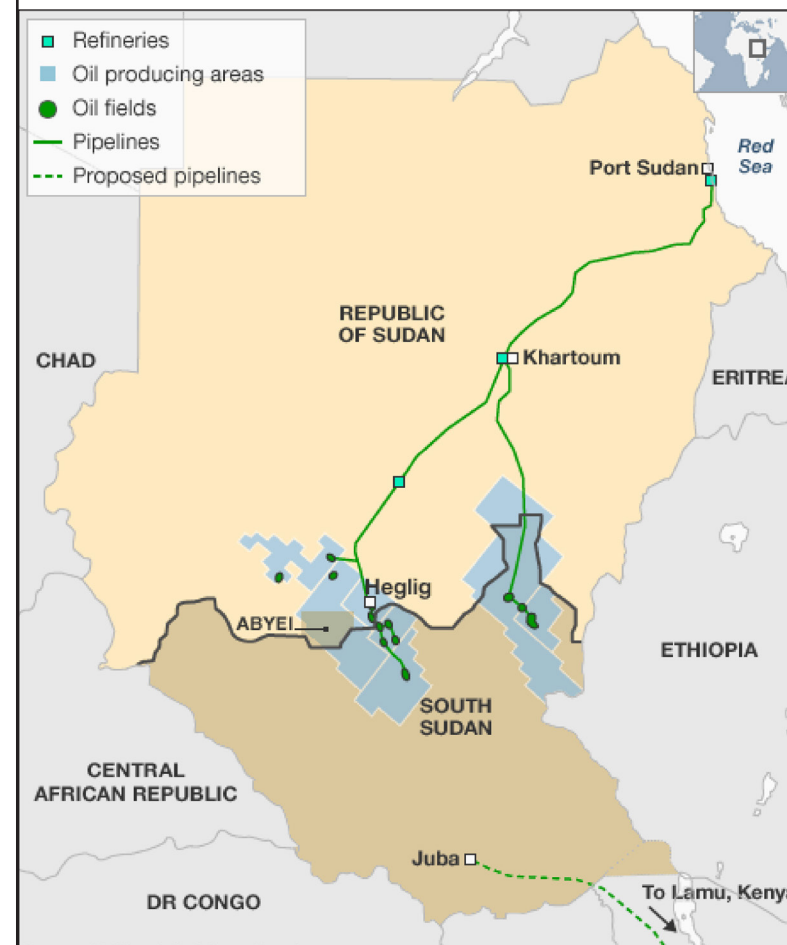 Refineries
Oil producing areas
Oil fields
Pipelines
Proposed pipelines
Red
Sea
Port Sudan
REPUBLIC
OF SUDAN
CHAD
Khartoum
ERITREA
Heglig
ABYEI
ETHIOPIA
SOUTH
SUDAN
CENTRAL
AFRICAN REPUBLIC
Juba
To Lamu, Kenya
DR CONGO